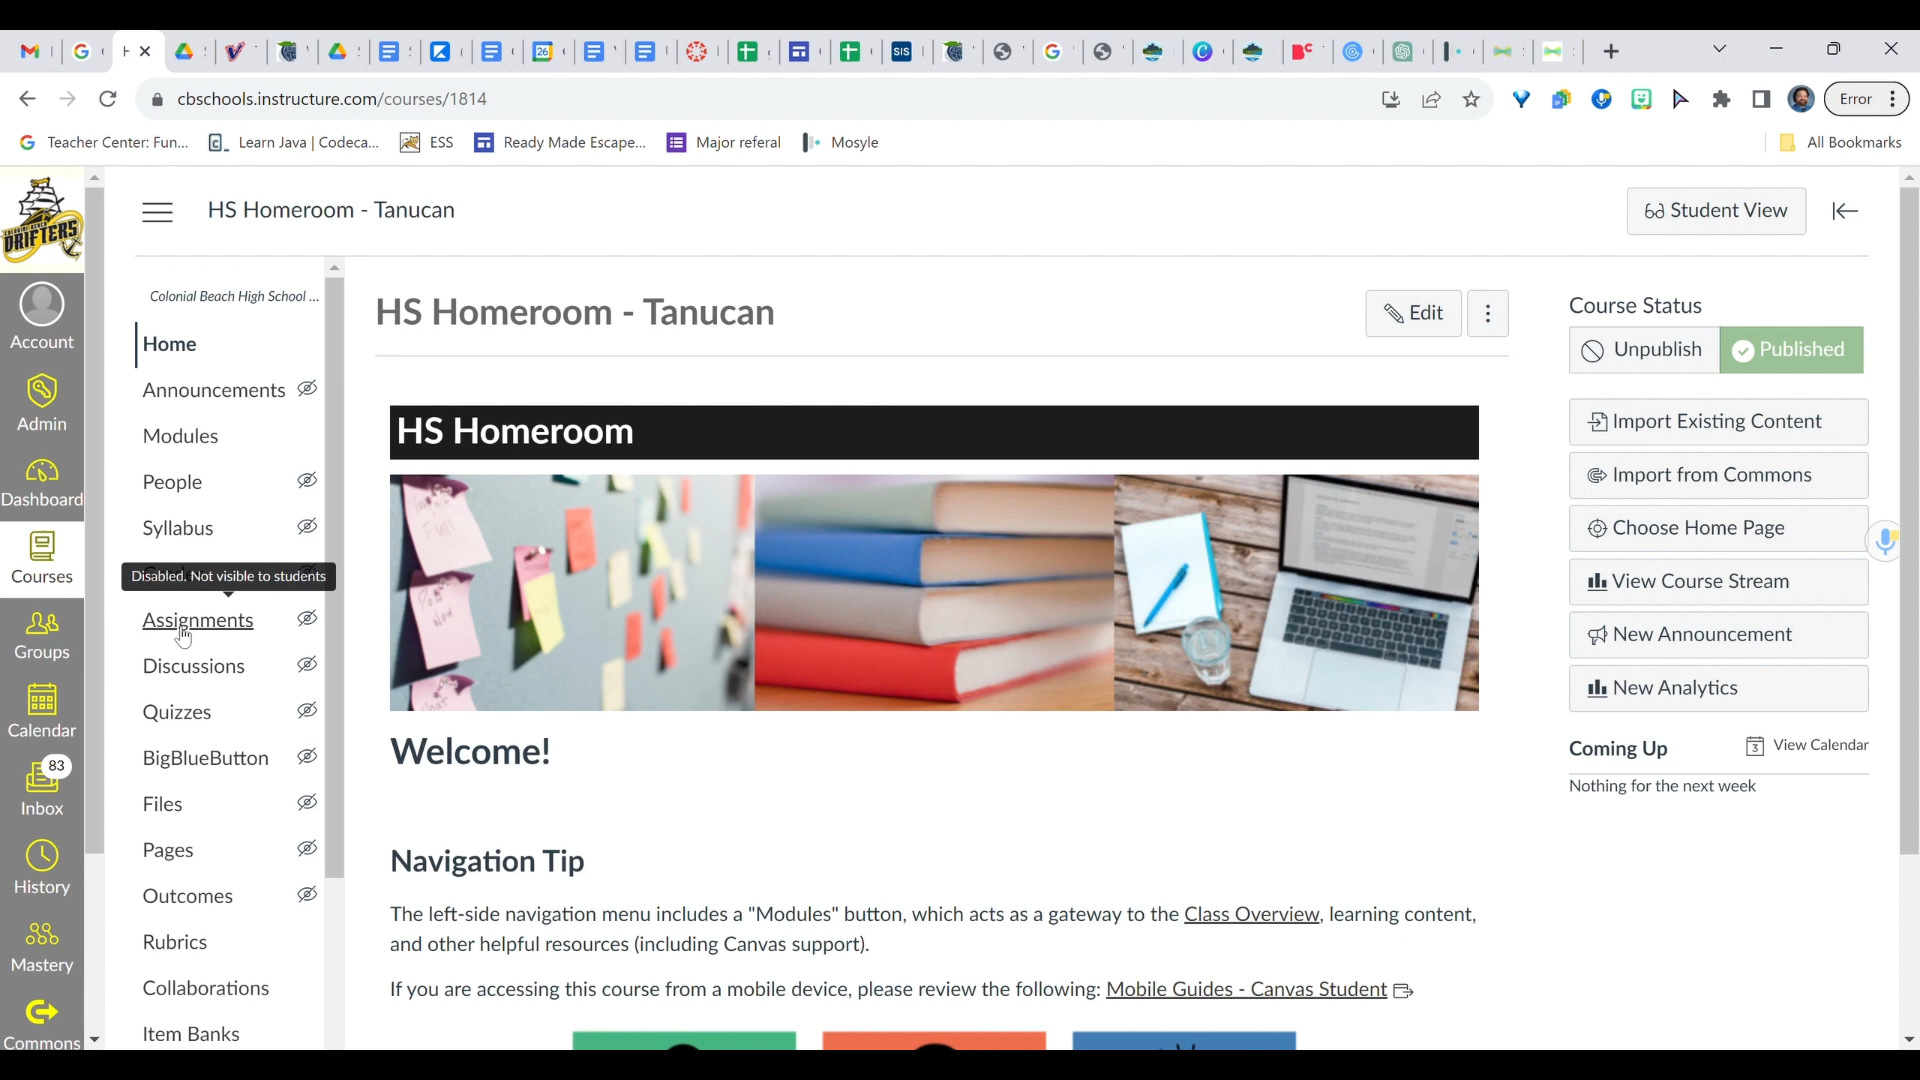 26
SIS
cbschools.instructure.com/courses/1814
Error
Teacher Center: Fun...
Learn Java | Codeca...
ESS
Ready Made Escape...
Major referal
Mosyle
All Bookmarks
DRIFTERS
HS Homeroom - Tanucan
Student View
Account
Admin
Dashboard
Courses
Groups
Calendar
83
Inbox
History
Mastery
Commons
Colonial Beach High School ...
Home
Announcements
Modules
People
Syllabus
Disabled. Not visible to students
Assignments
Discussions
Quizzes
BigBlueButton
Files
Pages
Outcomes
Rubrics
Collaborations
Item Banks
HS Homeroom - Tanucan
Edit
HS Homeroom
Welcome!
Navigation Tip
The left-side navigation menu includes a "Modules" button, which acts as a gateway to the Class Overview, learning content,
and other helpful resources (including Canvas support).
If you are accessing this course from a mobile device, please review the following: Mobile Guides - Canvas Student
Course Status
Unpublish
Published
Import Existing Content
Import from Commons
Choose Home Page
View Course Stream
New Announcement
New Analytics
Coming Up
3 View Calendar
Nothing for the next week